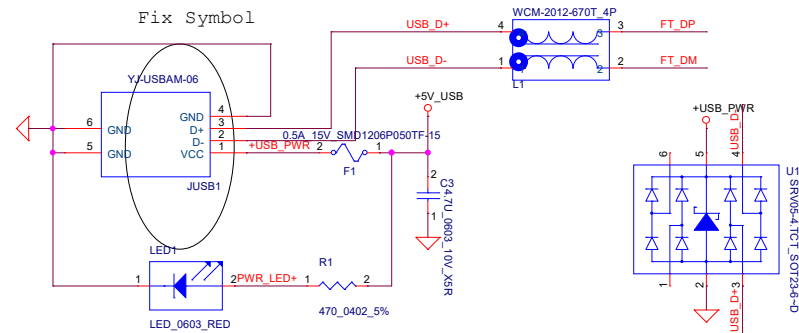 Fix Symbol
WCM-2012-670T_4P
USB_D+
4
3
FT_DP
3
USB_D-
1
2
FT_DM
2
L1
YJ-USBAM-06
GND
4
6
GND
D+
3
D-
2
5
GND
VCC
1
+USB_PWR
2
0.5A_15V_SMD1206P050TF-15
1
F1
JUSB1
+5V_USB
2
C3
4.7U_0603_10V_X5R
1
LED1
1
2
PWR_LED+
1
R1
2
LED_0603_RED
470_0402_5%
+USB_PWR
USB_D-
6
5
4
U1
SRV05-4.TCT_SOT23-6~D
1
2
3
USB_D+